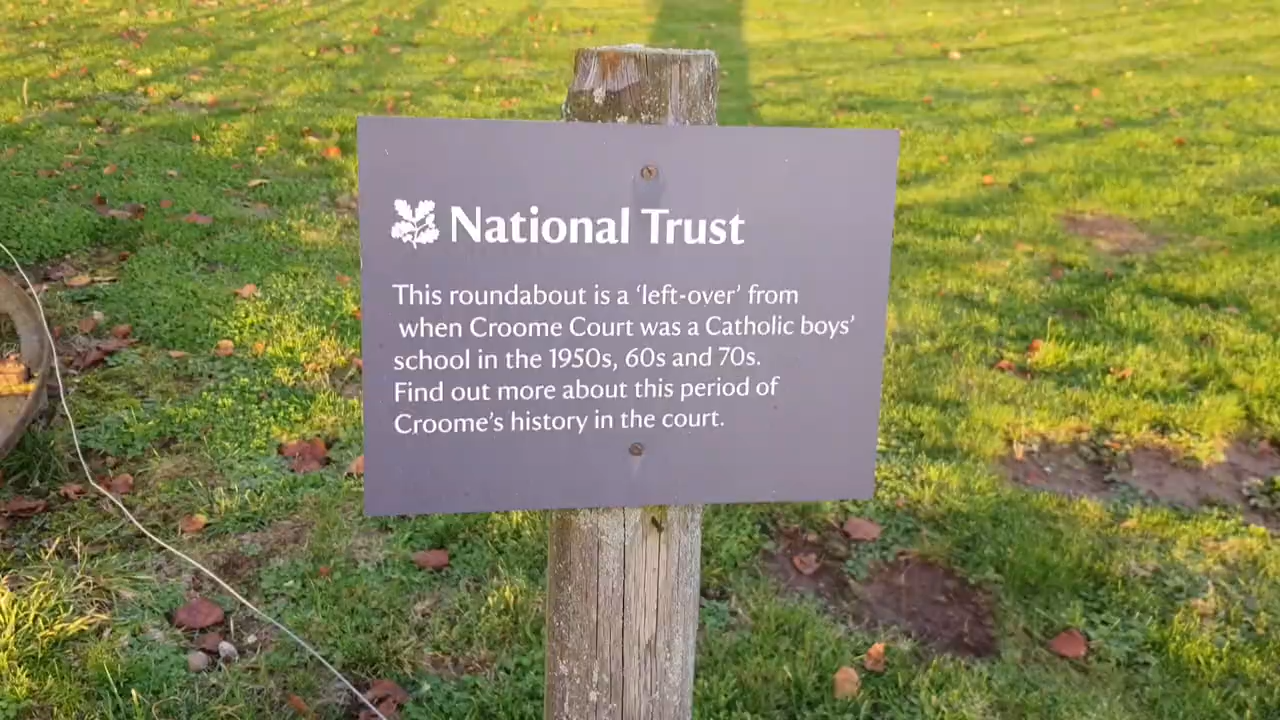 National Trust
This roundabout is a ‘left-over’ from
when Croome Court was a Catholic boys’
school in the 1950s, 60s and 70s.
Find out more about this period of
Croome’s history in the court.